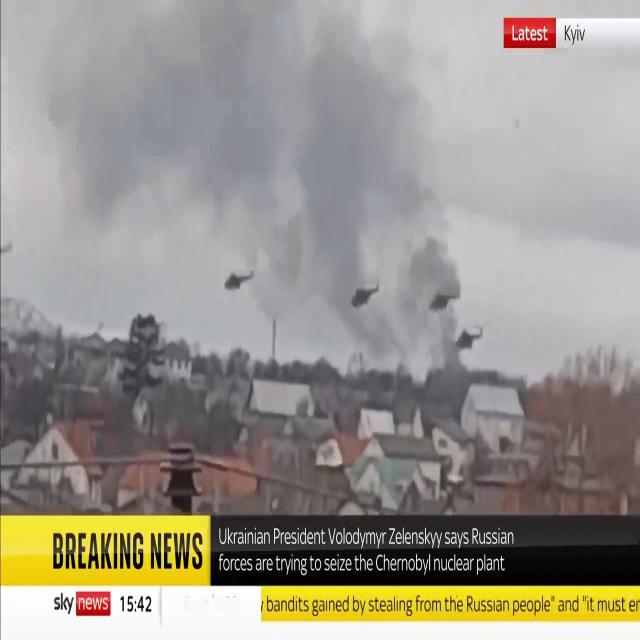 Latest Kyiv
BREAKING NEWS
Ukrainian President Volodymyr Zelenskyy says Russian
forces are trying to seize the Chernobyl nuclear plant
sky news 15:42
bandits gained by stealing from the Russian people" and "it must